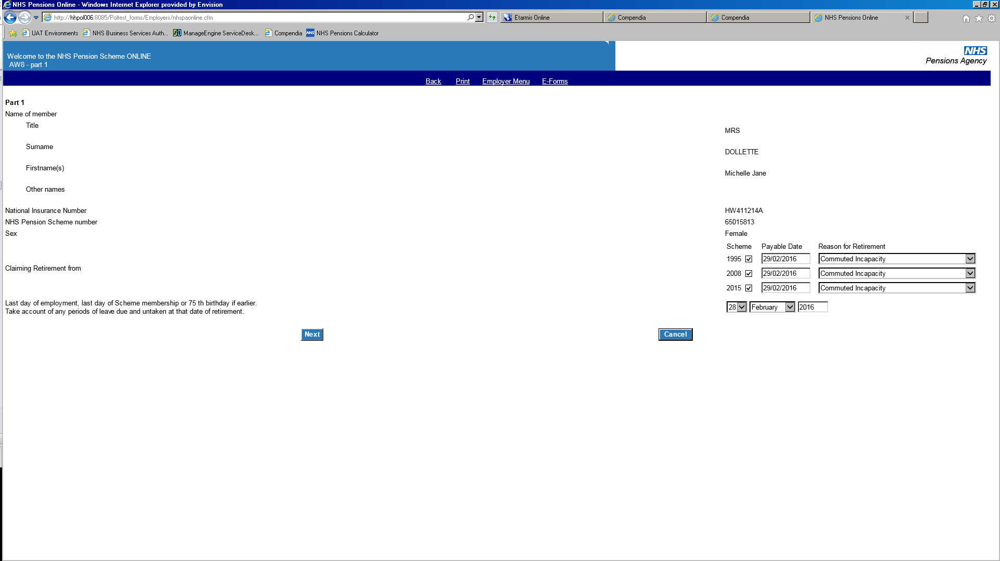 NHS Pensions Online - Windows Internet Explorer provided by Envision
http://hhpol006:8085/Poltest_forms/Employers/nhspaonline.cfm
Etarmis Online
Compendia
Compendia
NHS Pensions Online
UAT Environments
NHS Business Services Auth...
ManageEngine ServiceDesk...
Compendia
NHS NHS Pensions Calculator
Welcome to the NHS Pension Scheme ONLINE
AW8 - part 1
NHS
Pensions Agency
Back Print Employer Menu E-Forms
Part 1
Name of member
Title
MRS
Surname
DOLLETTE
Firstname(s)
Michelle Jane
Other names
National Insurance Number HW411214A
NHS Pension Scheme number 65015813
Sex Female
Scheme Payable Date Reason for Retirement
1995 29/02/2016 Commuted Incapacity
Claiming Retirement from
2008 29/02/2016 Commuted Incapacity
2015 29/02/2016 Commuted Incapacity
Last day of employment, last day of Scheme membership or 75 th birthday if earlier.
Take account of any periods of leave due and untaken at that date of retirement.
28 February 2016
Next Cancel